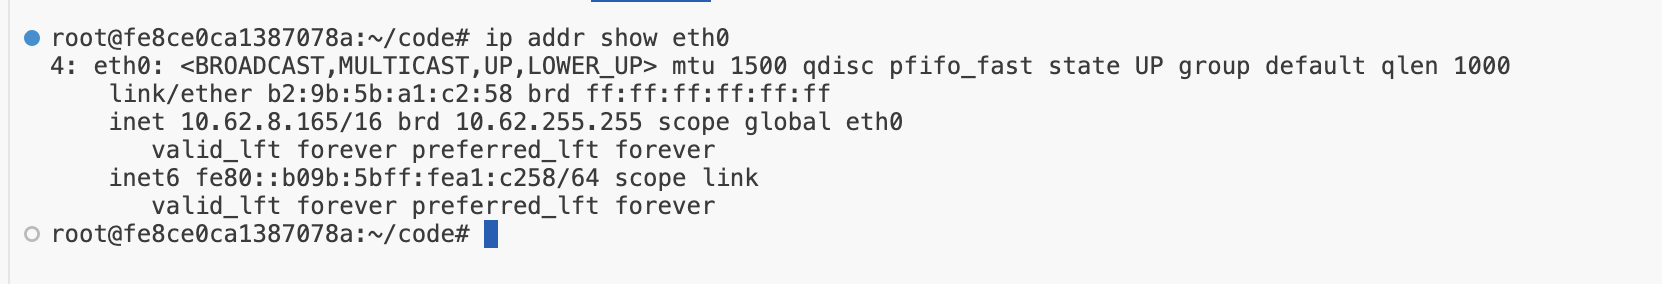 root@fe8ce0ca1387078a:~/code# ip addr show eth0
4: eth0: <BROADCAST,MULTICAST,UP,LOWER_UP> mtu 1500 qdisc pfifo_fast state UP group default qlen 1000
link/ether b2:9b:5b:a1:c2:58 brd ff:ff:ff:ff:ff:ff
inet 10.62.8.165/16 brd 10.62.255.255 scope global eth0
valid_lft forever preferred_lft forever
inet6 fe80::b09b:5bff:fea1:c258/64 scope link
valid_lft forever preferred_lft forever
root@fe8ce0ca1387078a:~/code#